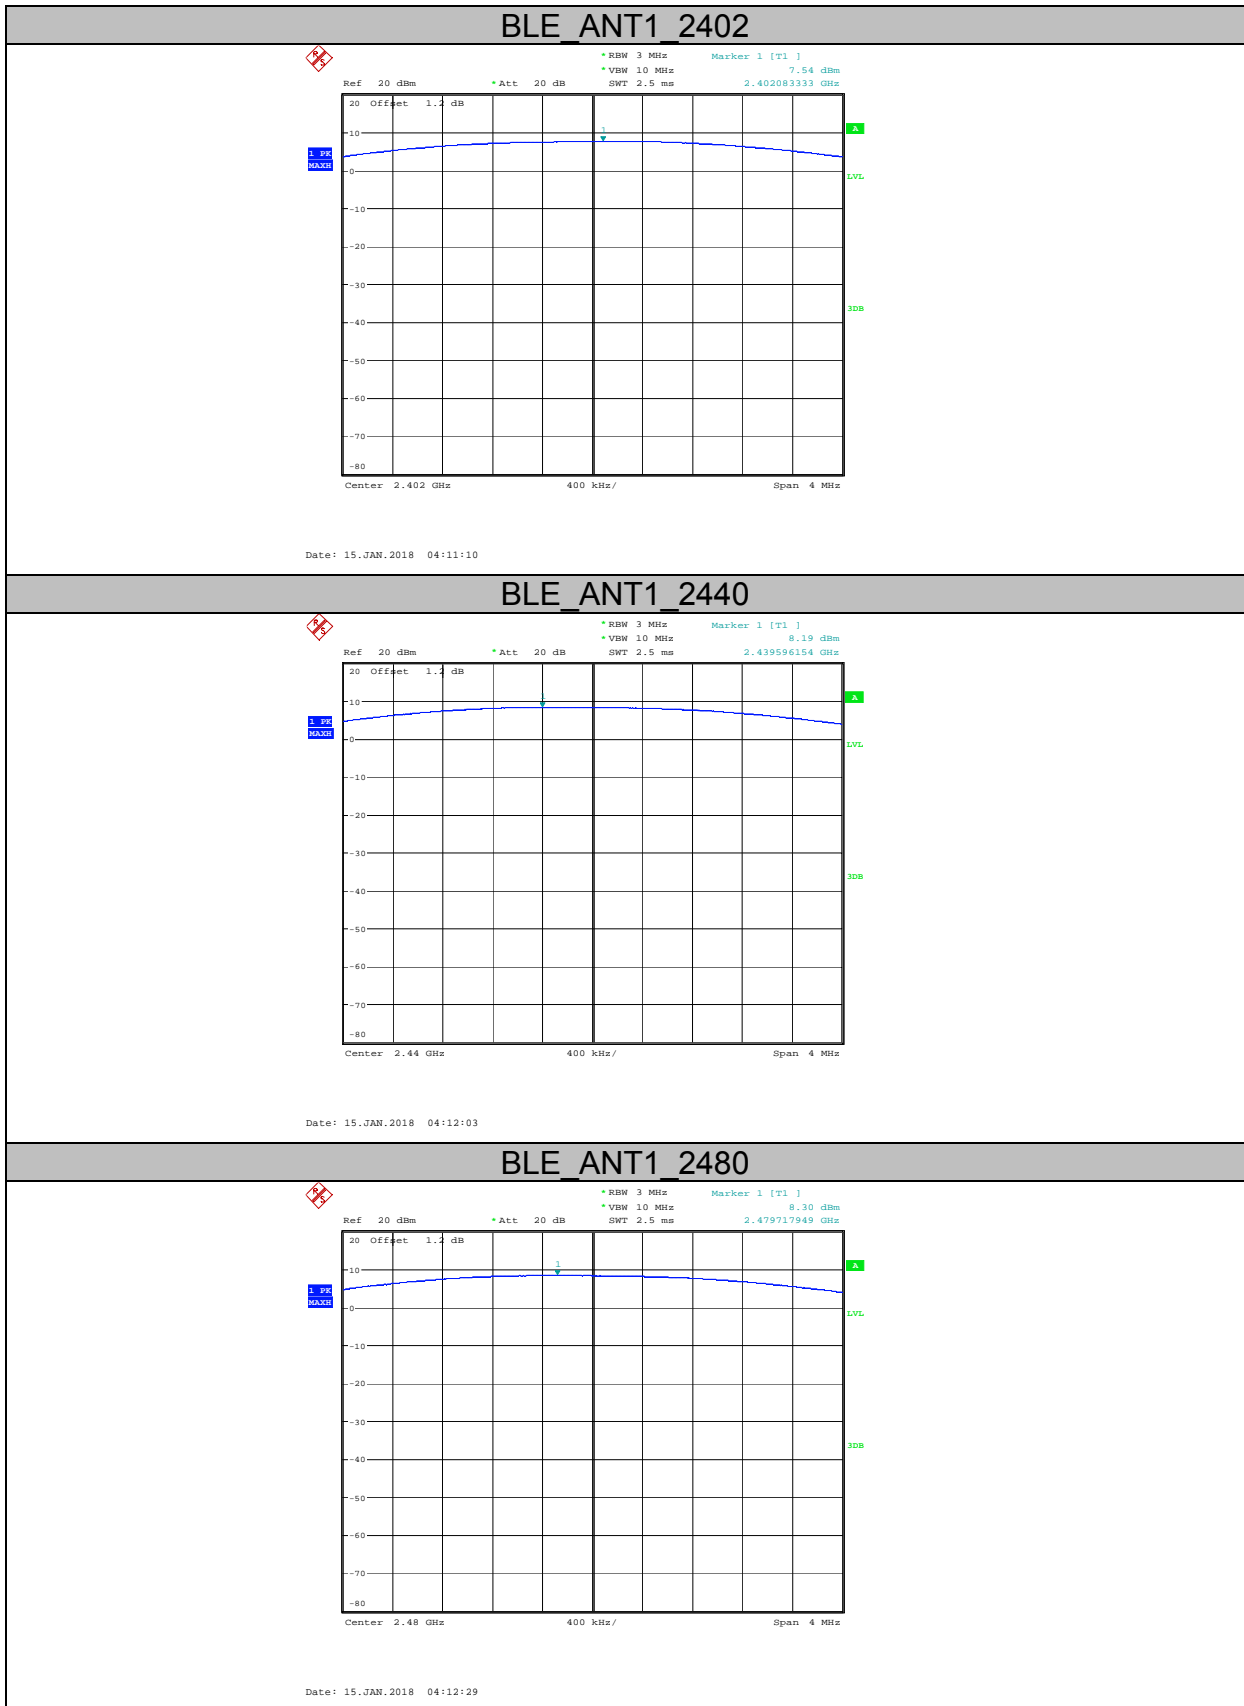 BLE_ANT1_2402
R S
*RBW 3 MHz Marker 1 [T1 ]
*VBW 10 MHz 7.54 dBm
Ref 20 dBm *Att 20 dB SWT 2.5 ms 2.402083333 GHz
20 Offset 1.2 dB
A
10
1
1 PK
MAXH
0
LVL
-10
-20
-30
3DB
-40
-50
-60
-70
-80
Center 2.402 GHz 400 kHz/ Span 4 MHz
Date: 15.JAN.2018 04:11:10
BLE_ANT1_2440
R S
*RBW 3 MHz Marker 1 [T1 ]
*VBW 10 MHz 8.19 dBm
Ref 20 dBm *Att 20 dB SWT 2.5 ms 2.439596154 GHz
20 Offset 1.2 dB
A
10
1
1 PK
MAXH
0
LVL
-10
-20
-30
3DB
-40
-50
-60
-70
-80
Center 2.44 GHz 400 kHz/ Span 4 MHz
Date: 15.JAN.2018 04:12:03
BLE_ANT1_2480
R S
*RBW 3 MHz Marker 1 [T1 ]
*VBW 10 MHz 8.30 dBm
Ref 20 dBm *Att 20 dB SWT 2.5 ms 2.479717949 GHz
20 Offset 1.2 dB
A
10
1
1 PK
MAXH
0
LVL
-10
-20
-30
3DB
-40
-50
-60
-70
-80
Center 2.48 GHz 400 kHz/ Span 4 MHz
Date: 15.JAN.2018 04:12:29